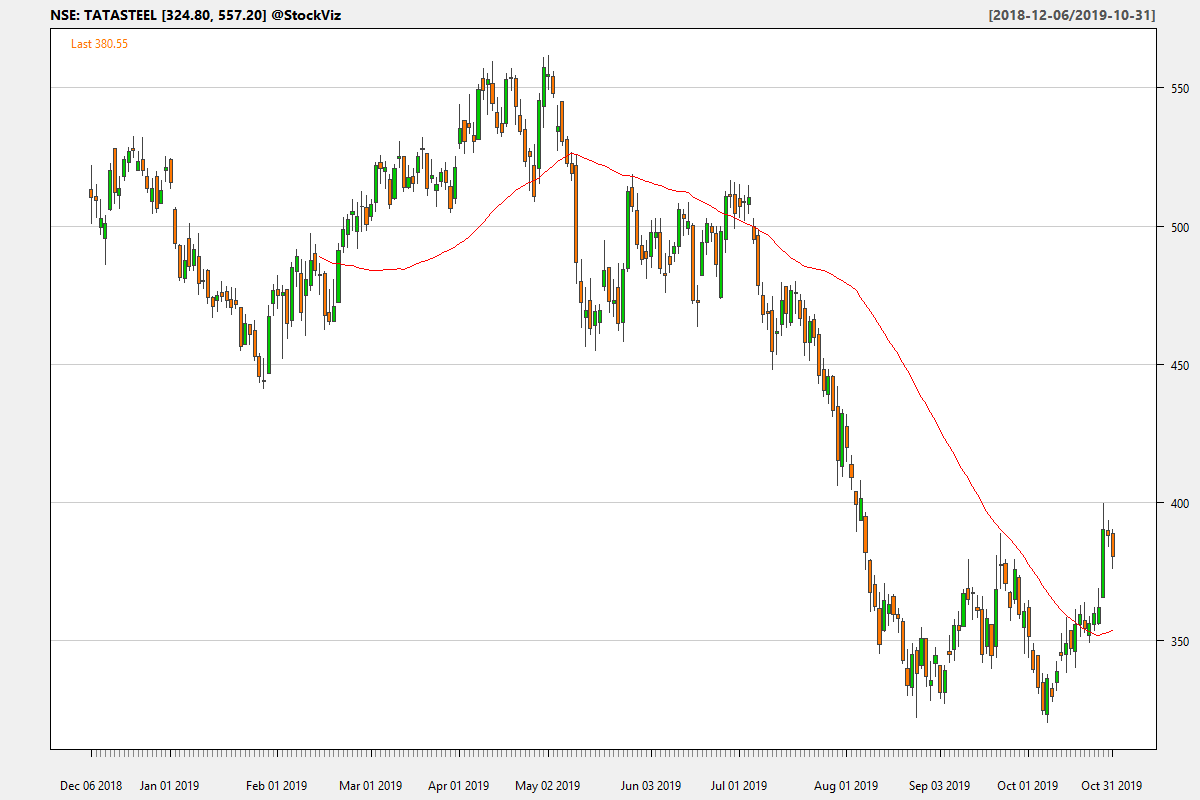 NSE: TATASTEEL [324.80, 557.20] @StockViz [2018-12-06/2019-10-31]
Last 380.55
550
500
450
400
350
Dec 06 2018 Jan 01 2019 Feb 01 2019 Mar 01 2019 Apr 01 2019 May 02 2019 Jun 03 2019 Jul 01 2019 Aug 01 2019 Sep 03 2019 Oct 01 2019 Oct 31 2019